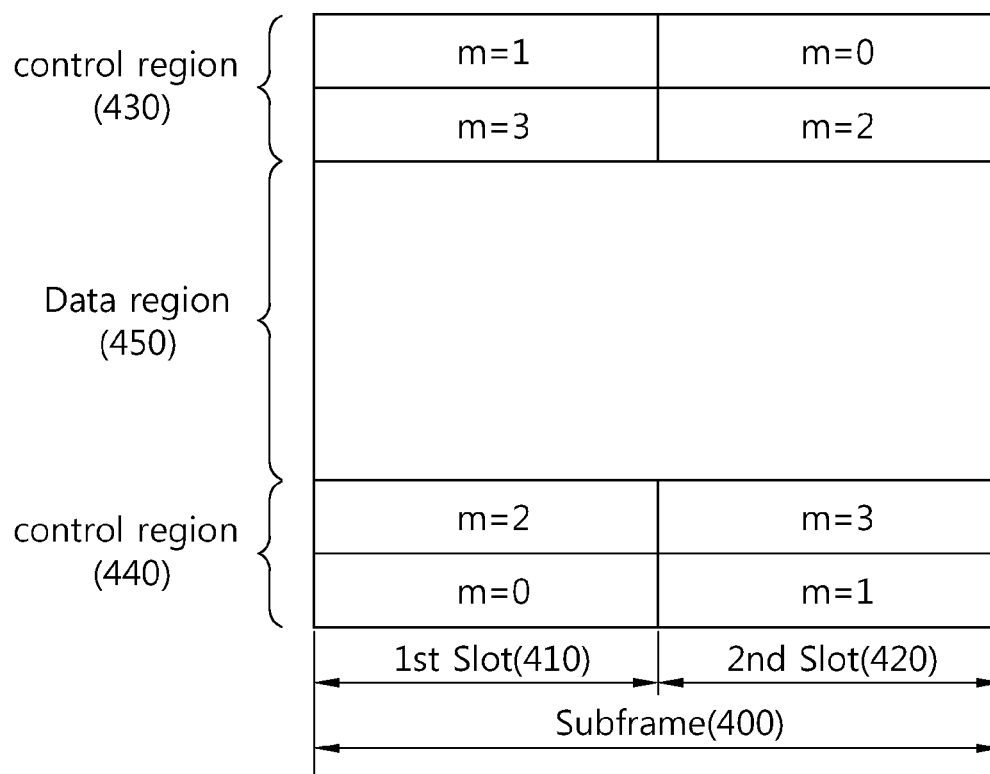 control region
(430)
m=1
m=0
m=3
m=2
Data region
(450)
control region
(440)
m=2
m=3
m=0
m=1
1st Slot(410)
2nd Slot(420)
Subframe(400)